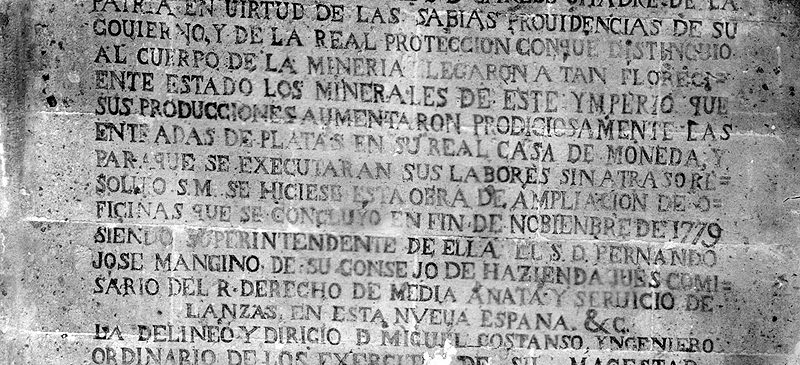 PATRIA EN UIRTUD DE LAS SABIAS PROUIDENCIAS DE SU
GOUIERNO, Y DE LA REAL PROTECCION CONQUE DISTINGUIO
AL CUERPO DE LA MINERIA LLEGARON A TAN FLORECI=
ENTE ESTADO LOS MINERALES DE ESTE YMPERIO QUE
SUS PRODUCCIONES AUMENTARON PRODIGIOSAMENTE LAS
ENTRADAS DE PLATAS EN SU REAL CASA DE MONEDA, Y
PARA QUE SE EXECUTARAN SUS LABORES SIN ATRASO RE=
SOLUIO S.M. SE HICIESE ESTA OBRA DE AMPLIACION DE O=
FIÇINAS QUE SE CONCLUYO EN FIN DE NOBIENBRE DE 1779
SIENDO SUPERINTENDENTE DE ELLA EL S. D. FERNANDO
JOSE MANGINO. DE SU CONSEJO DE HAZIENDA JUES COMI=
SARIO DEL R. DERECHO DE MEDIA ANATA Y SERUICIO DE
LANZAS, EN ESTA NVEUA ESPANA. &C.
LA DELINEO Y DIRIGIO D MIGUEL COSTANSO, YNGENIERO
ORDINARIO DE LOS DE SU MAGESTAD